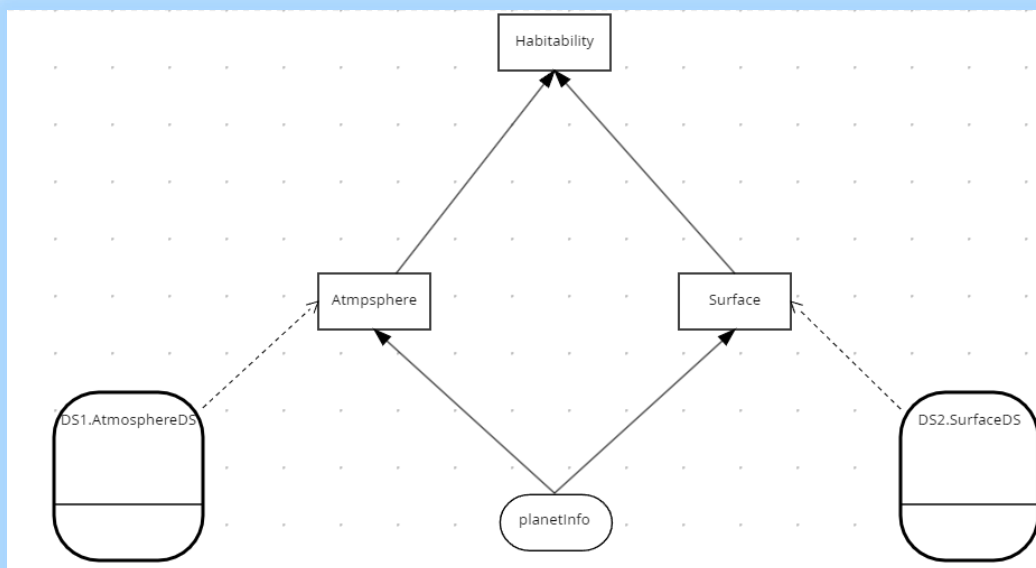 Habitability
Atmpsphere
Surface
DS1.AtmosphereDS
DS2.SurfaceDS
planetInfo